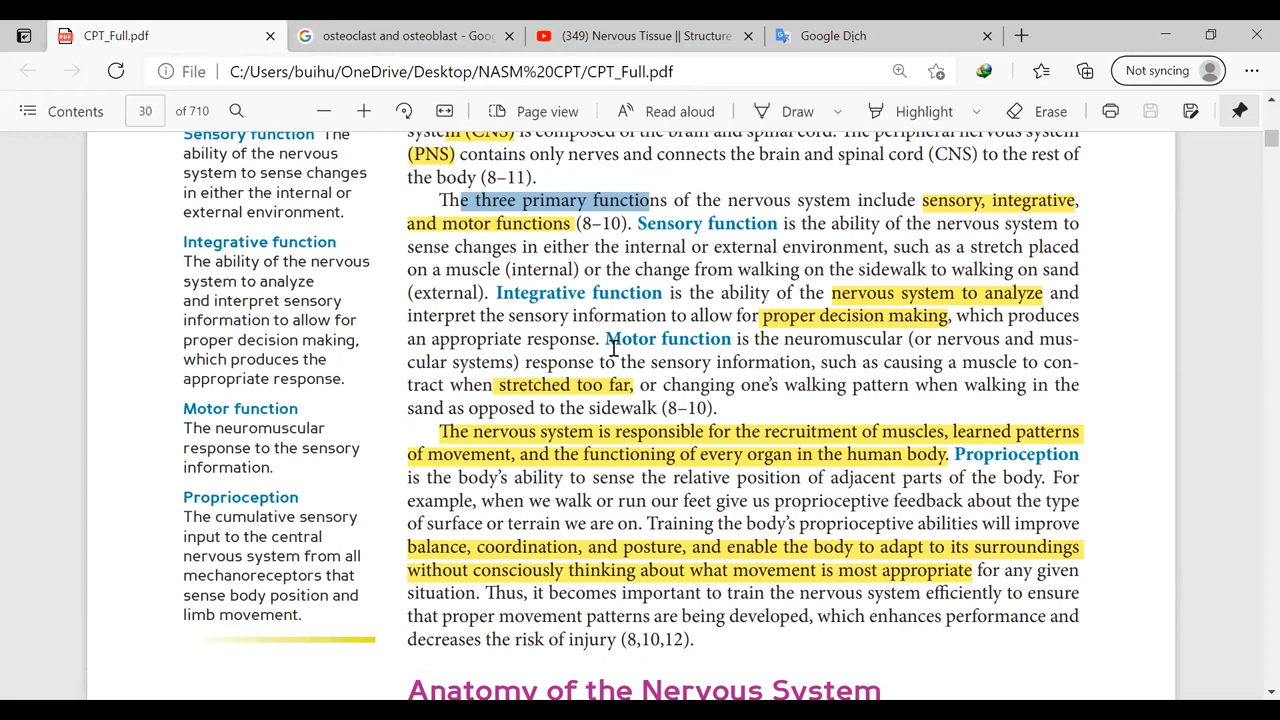 CPT_Full.pdf
osteoclast and osteoblast - Goog
(349) Nervous Tissue || Structure
Google Dịch
File
C:/Users/buihu/OneDrive/Desktop/NASM%20CPT/CPT_Full.pdf
Not syncing
Contents
30
of 710
Page view
Read aloud
Draw
Highlight
Erase
Sensory function The
ability of the nervous
system to sense changes
in either the internal or
external environment.
Integrative function
The ability of the nervous
system to analyze
and interpret sensory
information to allow for
proper decision making,
which produces the
appropriate response.
Motor function
The neuromuscular
response to the sensory
information.
Proprioception
The cumulative sensory
input to the central
nervous system from all
mechanoreceptors that
sense body position and
limb movement.
system (CNS) is composed of the brain and spinal cord. The peripheral nervous system
(PNS) contains only nerves and connects the brain and spinal cord (CNS) to the rest of
the body (8–11).
The three primary functions of the nervous system include sensory, integrative,
and motor functions (8–10). Sensory function is the ability of the nervous system to
sense changes in either the internal or external environment, such as a stretch placed
on a muscle (internal) or the change from walking on the sidewalk to walking on sand
(external). Integrative function is the ability of the nervous system to analyze and
interpret the sensory information to allow for proper decision making, which produces
an appropriate response. Motor function is the neuromuscular (or nervous and mus-
cular systems) response to the sensory information, such as causing a muscle to con-
tract when stretched too far, or changing one's walking pattern when walking in the
sand as opposed to the sidewalk (8–10).
The nervous system is responsible for the recruitment of muscles, learned patterns
of movement, and the functioning of every organ in the human body. Proprioception
is the body's ability to sense the relative position of adjacent parts of the body. For
example, when we walk or run our feet give us proprioceptive feedback about the type
of surface or terrain we are on. Training the body's proprioceptive abilities will improve
balance, coordination, and posture, and enable the body to adapt to its surroundings
without consciously thinking about what movement is most appropriate for any given
situation. Thus, it becomes important to train the nervous system efficiently to ensure
that proper movement patterns are being developed, which enhances performance and
decreases the risk of injury (8,10,12).
Anatomy of the Nervous System